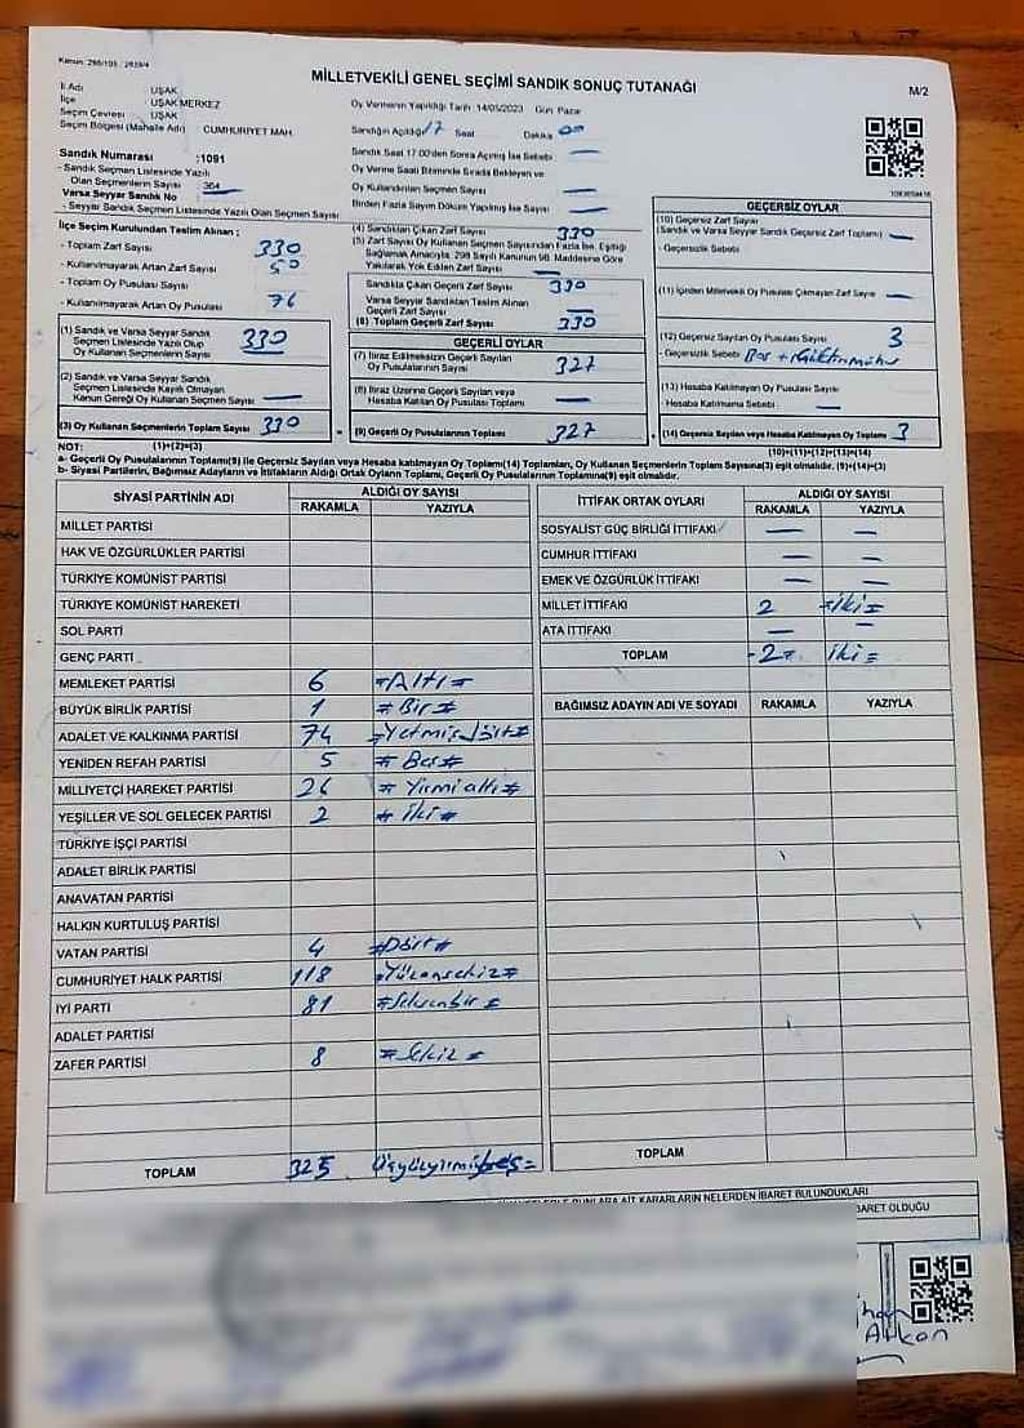 Kanun: 298/105 2839/4
MİLLETVEKİLİ GENEL SEÇİMİ SANDIK SONUÇ TUTANAĞI
M/2
İl Adı : UŞAK
İlçe : UŞAK MERKEZ
Seçim Çevresi : UŞAK
Seçim Bölgesi (Mahalle Adı) CUMHURİYET MAH.
Oy Vermenin Yapıldığı Tarih: 14/05/2023 Gün: Pazar
Sandığın Açıldığı 17 Saat Dakika 00
Sandık Saat 17.00'den Sonra Açılmış İse Sebebi —
Oy Verme Saati Bitiminde Sırada Bekleyen ve
Oy Kullandırılan Seçmen Sayısı —
Birden Fazla Sayım Döküm Yapılmış İse Sayısı —
Sandık Numarası :1091
- Sandık Seçmen Listesinde Yazılı
Olan Seçmenlerin Sayısı : 364
Varsa Seyyar Sandık No —
- Seyyar Sandık Seçmen Listesinde Yazılı Olan Seçmen Sayısı
İlçe Seçim Kurulundan Teslim Alınan ;
- Toplam Zarf Sayısı 330
- Kullanılmayarak Artan Zarf Sayısı 50
- Toplam Oy Pusulası Sayısı
- Kullanılmayarak Artan Oy Pusulası 76
(1) Sandık ve Varsa Seyyar Sandık
Seçmen Listesinde Yazılı Olup
Oy Kullanan Seçmenlerin Sayısı 330
(2) Sandık ve Varsa Seyyar Sandık
Seçmen Listesinde Kaydı Olmayan
Kanun Gereği Oy Kullanan Seçmen Sayısı —
(3) Oy Kullanan Seçmenlerin Toplam Sayısı 330
(4) Sandıktan Çıkan Zarf Sayısı 330
(5) Zarf Sayısı Oy Kullanan Seçmen Sayısından Fazla İse, Eşitliği
Sağlamak Amacıyla, 298 Sayılı Kanunun 98. Maddesine Göre
Yakılarak Yok Edilen Zarf Sayısı —
Sandıkta Çıkan Geçerli Zarf Sayısı 330
Varsa Seyyar Sandıktan Teslim Alınan
Geçerli Zarf Sayısı —
(6) Toplam Geçerli Zarf Sayısı 330
GEÇERLİ OYLAR
(7) İtiraz Edilmeksizin Geçerli Sayılan
Oy Pusulalarının Sayısı 327
(8) İtiraz Üzerine Geçerli Sayılan veya
Hesaba Katılan Oy Pusulası Toplamı —
(9) Geçerli Oy Pusulalarının Toplamı 327
GEÇERSİZ OYLAR
(10) Geçersiz Zarf Sayısı
(Sandık ve Varsa Seyyar Sandık Geçersiz Zarf Toplamı) —
- Geçersizlik Sebebi
(11) İçinden Milletvekili Oy Pusulası Çıkmayan Zarf Sayısı —
(12) Geçersiz Sayılan Oy Pusulası Sayısı 3
- Geçersizlik Sebebi Boş +
(13) Hesaba Katılmayan Oy Pusulası Sayısı
- Hesaba Katılmama Sebebi —
(14) Geçersiz Sayılan veya Hesaba Katılmayan Oy Toplamı 3
NOT: (1)+(2)=(3)
(10)+(11)+(12)+(13)=(14)
a- Geçerli Oy Pusulaları Toplamı(9) ile Geçersiz Sayılan veya Hesaba katılmayan Oy Toplamı(14) Toplamları, Oy Kullanan Seçmenlerin Toplam Sayısına(3) eşit olmalıdır. (9)+(14)=(3)
b- Siyasi Partilerin, Bağımsız Adayların ve İttifakların Aldığı Ortak Oyların Toplamı, Geçerli Oy Pusulalarının Toplamına(9) eşit olmalıdır.
SİYASİ PARTİNİN ADI ALDIĞI OY SAYISI
RAKAMLA YAZIYLA
MİLLET PARTİSİ
HAK VE ÖZGÜRLÜKLER PARTİSİ
TÜRKİYE KOMÜNİST PARTİSİ
TÜRKİYE KOMÜNİST HAREKETİ
SOL PARTİ
GENÇ PARTİ
MEMLEKET PARTİSİ 6 =Altı=
BÜYÜK BİRLİK PARTİSİ 1 #Bir#
ADALET VE KALKINMA PARTİSİ 74 =Yetmişdört#
YENİDEN REFAH PARTİSİ 5 #Beş#
MİLLİYETÇİ HAREKET PARTİSİ 26 #Yirmialtı#
YEŞİLLER VE SOL GELECEK PARTİSİ 2 #İki#
TÜRKİYE İŞÇİ PARTİSİ
ADALET BİRLİK PARTİSİ
ANAVATAN PARTİSİ
HALKIN KURTULUŞ PARTİSİ
VATAN PARTİSİ 4 #Dört#
CUMHURİYET HALK PARTİSİ 118 #Yüzonsekiz#
İYİ PARTİ 81 #Seksenbir=
ADALET PARTİSİ
ZAFER PARTİSİ 8 #Sekiz=
TOPLAM 325 Üçyüzyirmibeş=
İTTİFAK ORTAK OYLARI ALDIĞI OY SAYISI
RAKAMLA YAZIYLA
SOSYALİST GÜÇ BİRLİĞİ İTTİFAKI — —
CUMHUR İTTİFAKI — —
EMEK VE ÖZGÜRLÜK İTTİFAKI — —
MİLLET İTTİFAKI 2 =iki=
ATA İTTİFAKI — —
TOPLAM -2= iki=
BAĞIMSIZ ADAYIN ADI VE SOYADI RAKAMLA YAZIYLA
TOPLAM
AİT KARARLARIN NELERDEN İBARET BULUNDUKLARI
İBARET OLDUĞU